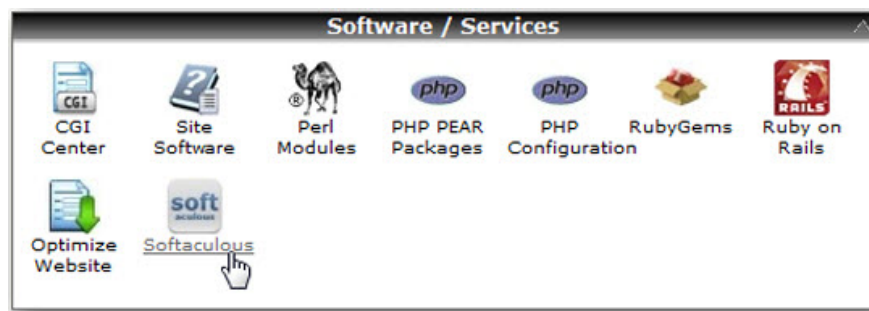 Software / Services
CGI
php
php
RAILS
CGI Center
Site Software
®
Perl Modules
PHP PEAR Packages
PHP Configuration
RubyGems
Ruby on Rails
soft
aculous
Optimize Website
Softaculous